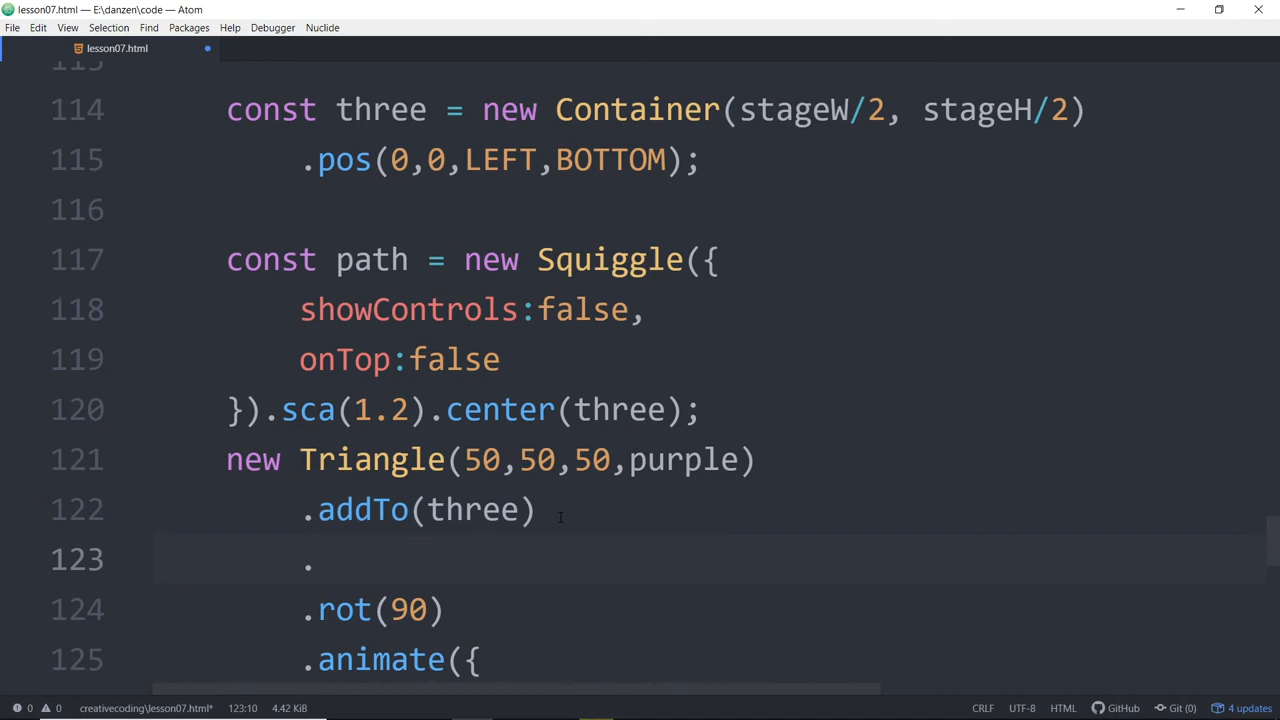 lesson07.html — E:\danzen\code — Atom
File Edit View Selection Find Packages Help Debugger Nuclide
lesson07.html
113
114 const three = new Container(stageW/2, stageH/2)
115 .pos(0,0,LEFT,BOTTOM);
116
117 const path = new Squiggle({
118 showControls:false,
119 onTop:false
120 }).sca(1.2).center(three);
121 new Triangle(50,50,50,purple)
122 .addTo(three)
123 .
124 .rot(90)
125 .animate({
0 0 creativecoding\lesson07.html* 123:10 4.42 KiB CRLF UTF-8 HTML GitHub Git (0) 4 updates